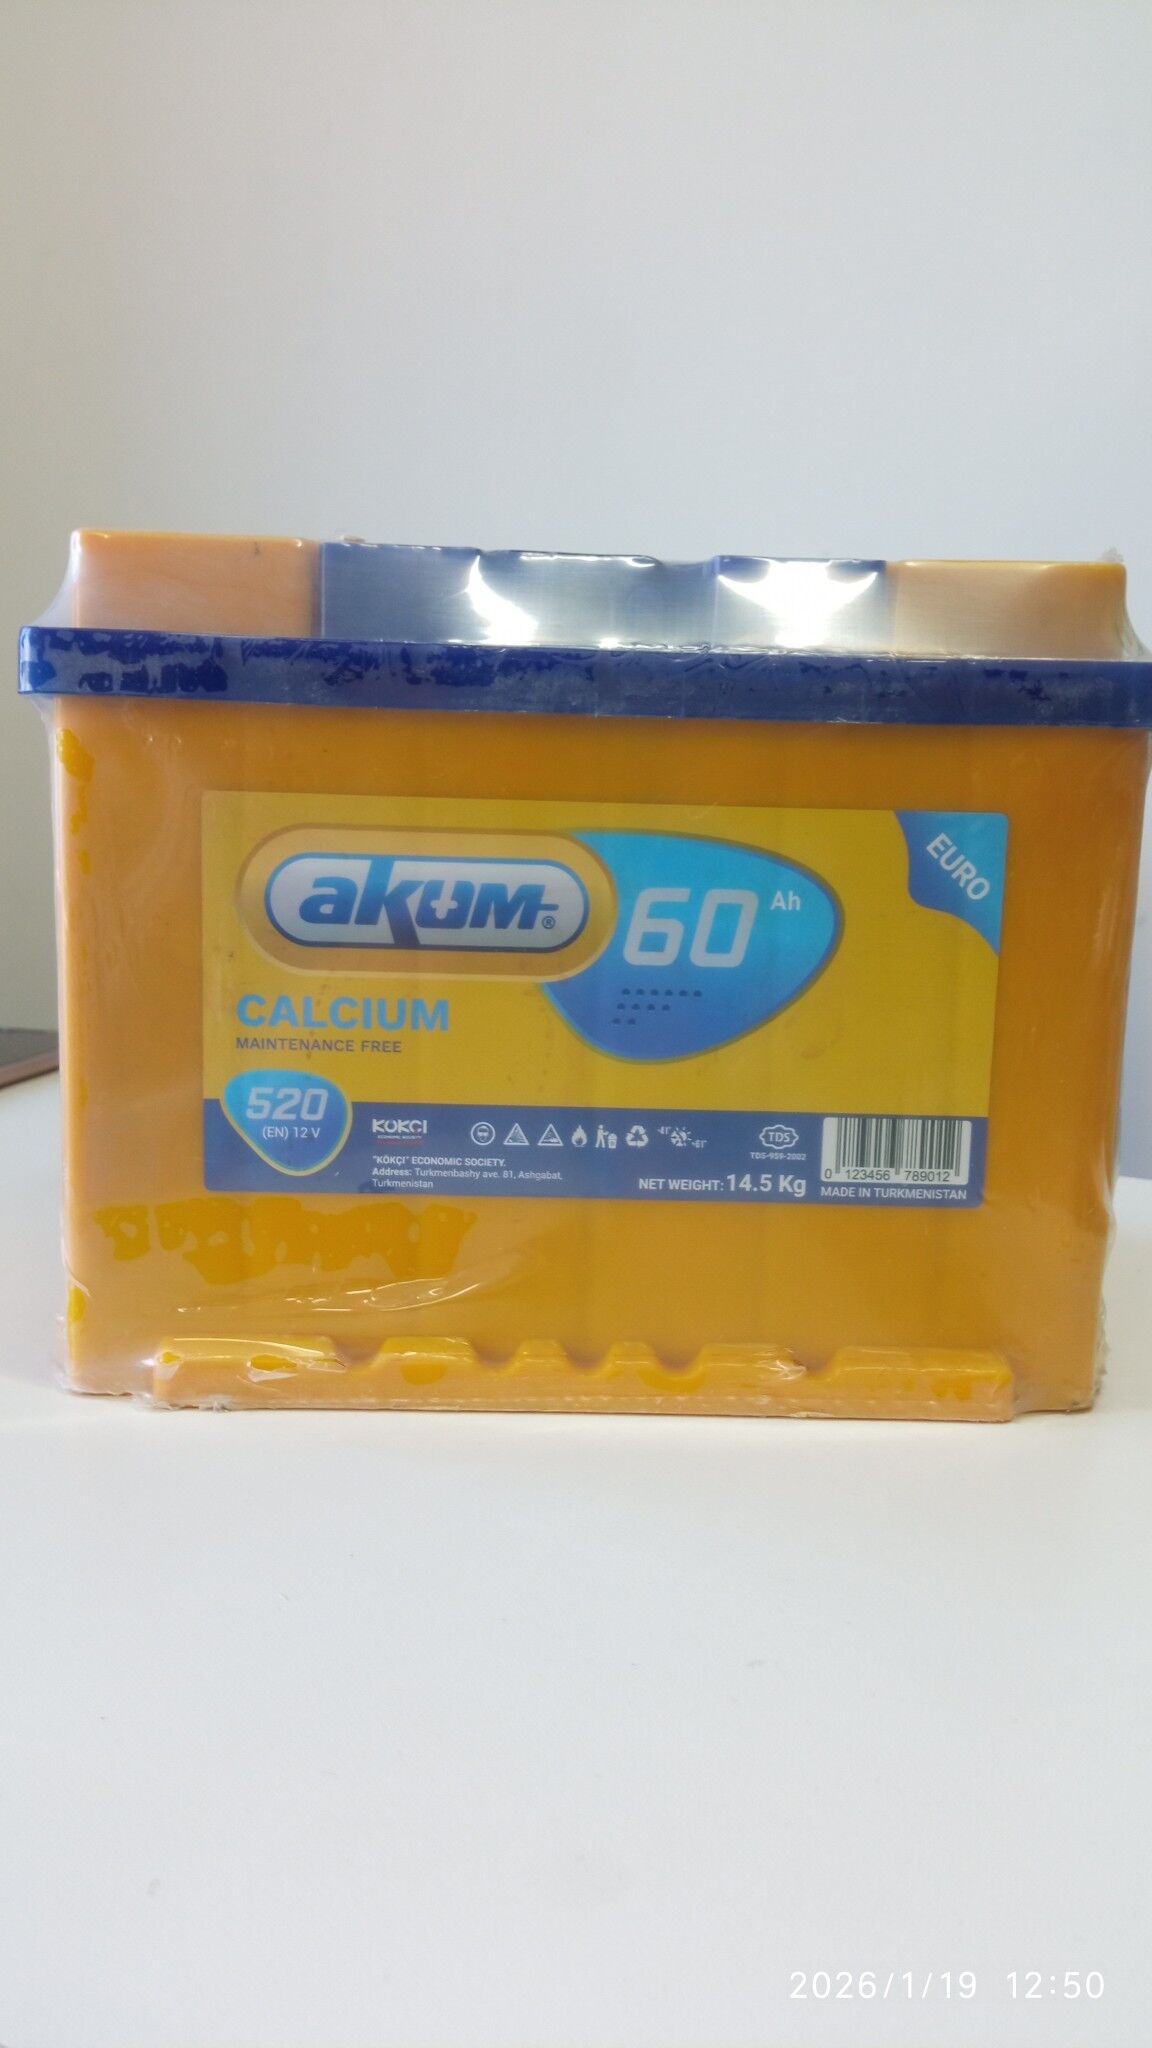 akum®
60 Ah
EURO
CALCIUM
MAINTENANCE FREE
520
(EN) 12 V
KÖKÇI
ECONOMIC SOCIETY
"KÖKÇI" ECONOMIC SOCIETY.
Address: Turkmenbashy ave. 81, Ashgabat,
Turkmenistan
TDS
TDS-959-2002
NET WEIGHT: 14.5 Kg
0 123456 789012
MADE IN TURKMENISTAN
2026/1/19 12:50